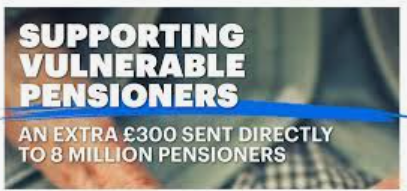 SUPPORTING
VULNERABLE
PENSIONERS
AN EXTRA £300 SENT DIRECTLY
TO 8 MILLION PENSIONERS